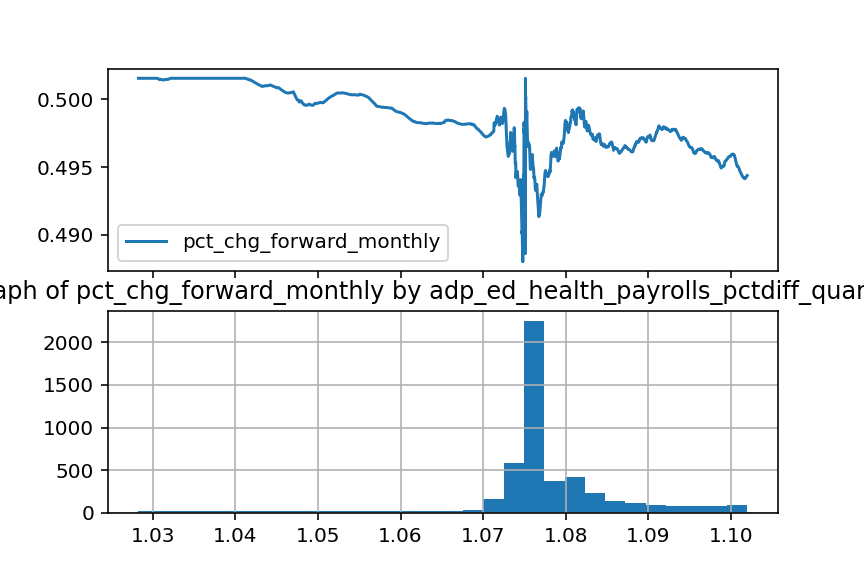 0.500
0.495
0.490
pct_chg_forward_monthly
aph of pct_chg_forward_monthly by adp_ed_health_payrolls_pctdiff_quar
2000
1500
1000
500
0
1.03 1.04 1.05 1.06 1.07 1.08 1.09 1.10